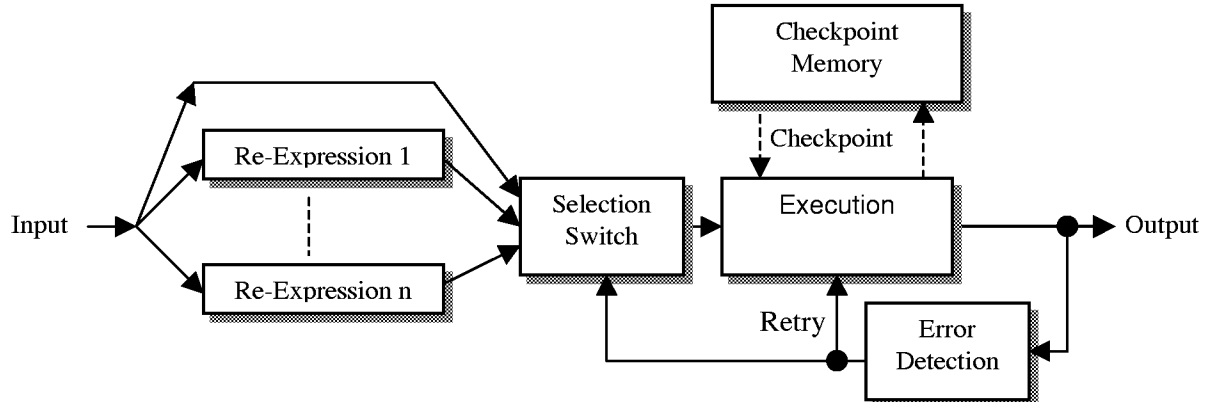 Checkpoint
Memory
Checkpoint
Re-Expression 1
Input
Selection
Switch
Execution
Output
Re-Expression n
Retry
Error
Detection